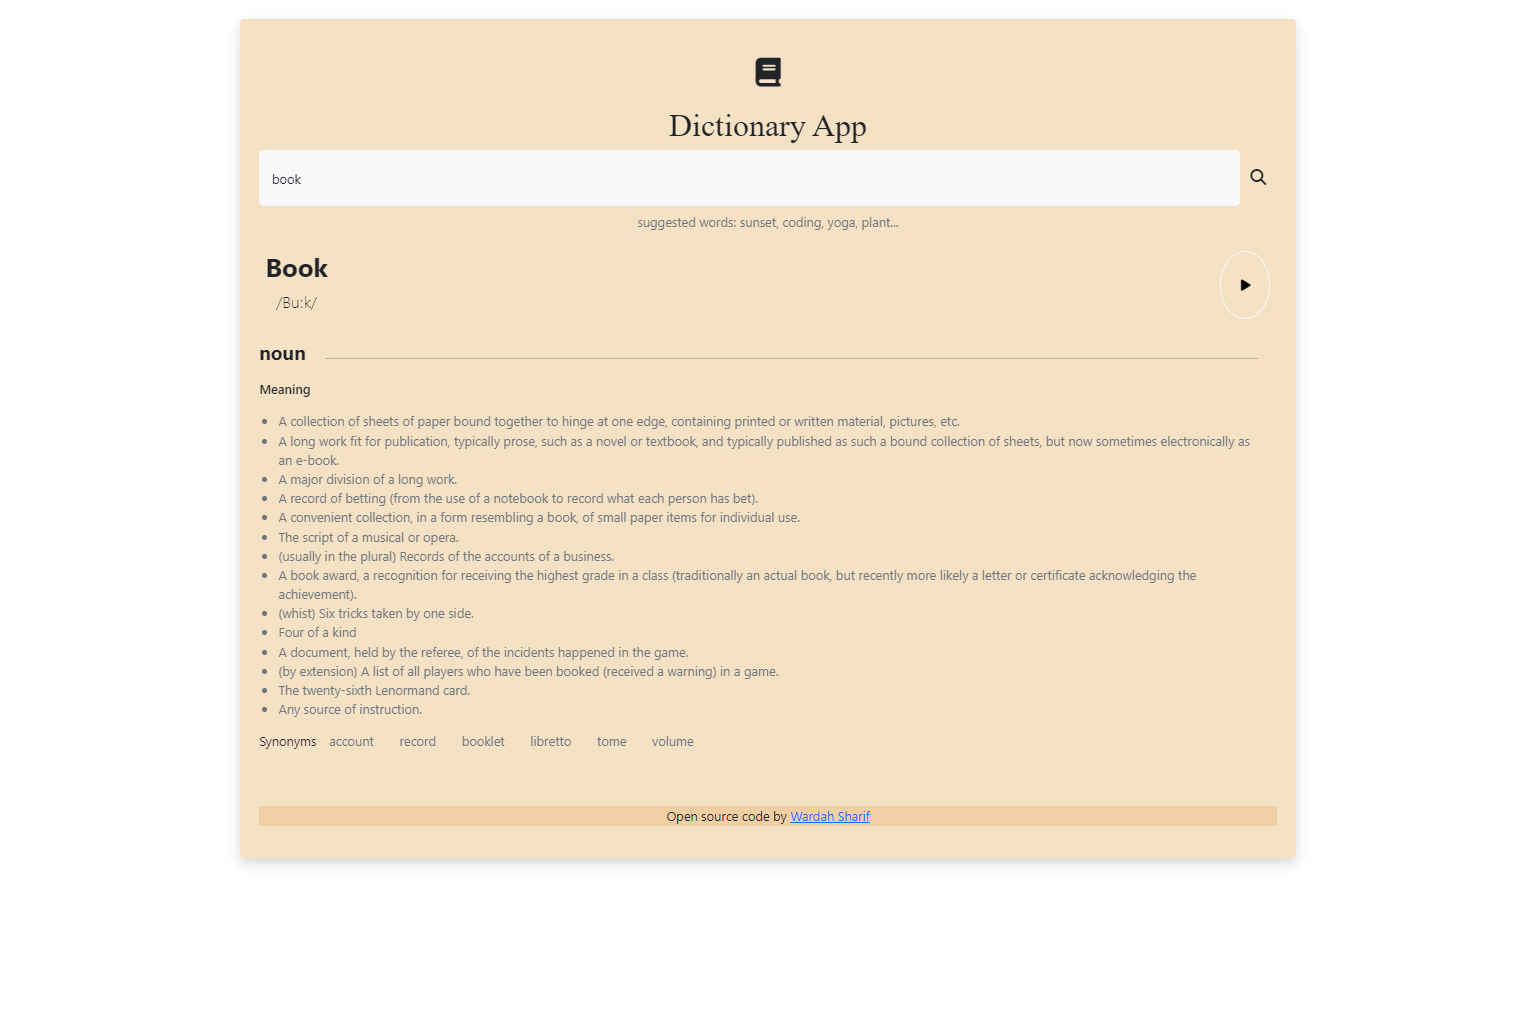 Dictionary App
book
suggested words: sunset, coding, yoga, plant...
Book
/Bu:k/
noun
Meaning
A collection of sheets of paper bound together to hinge at one edge, containing printed or written material, pictures, etc.
A long work fit for publication, typically prose, such as a novel or textbook, and typically published as such a bound collection of sheets, but now sometimes electronically as
an e-book.
A major division of a long work.
A record of betting (from the use of a notebook to record what each person has bet).
A convenient collection, in a form resembling a book, of small paper items for individual use.
The script of a musical or opera.
(usually in the plural) Records of the accounts of a business.
A book award, a recognition for receiving the highest grade in a class (traditionally an actual book, but recently more likely a letter or certificate acknowledging the
achievement).
(whist) Six tricks taken by one side.
Four of a kind
A document, held by the referee, of the incidents happened in the game.
(by extension) A list of all players who have been booked (received a warning) in a game.
The twenty-sixth Lenormand card.
Any source of instruction.
Synonyms account record booklet libretto tome volume
Open source code by Wardah Sharif